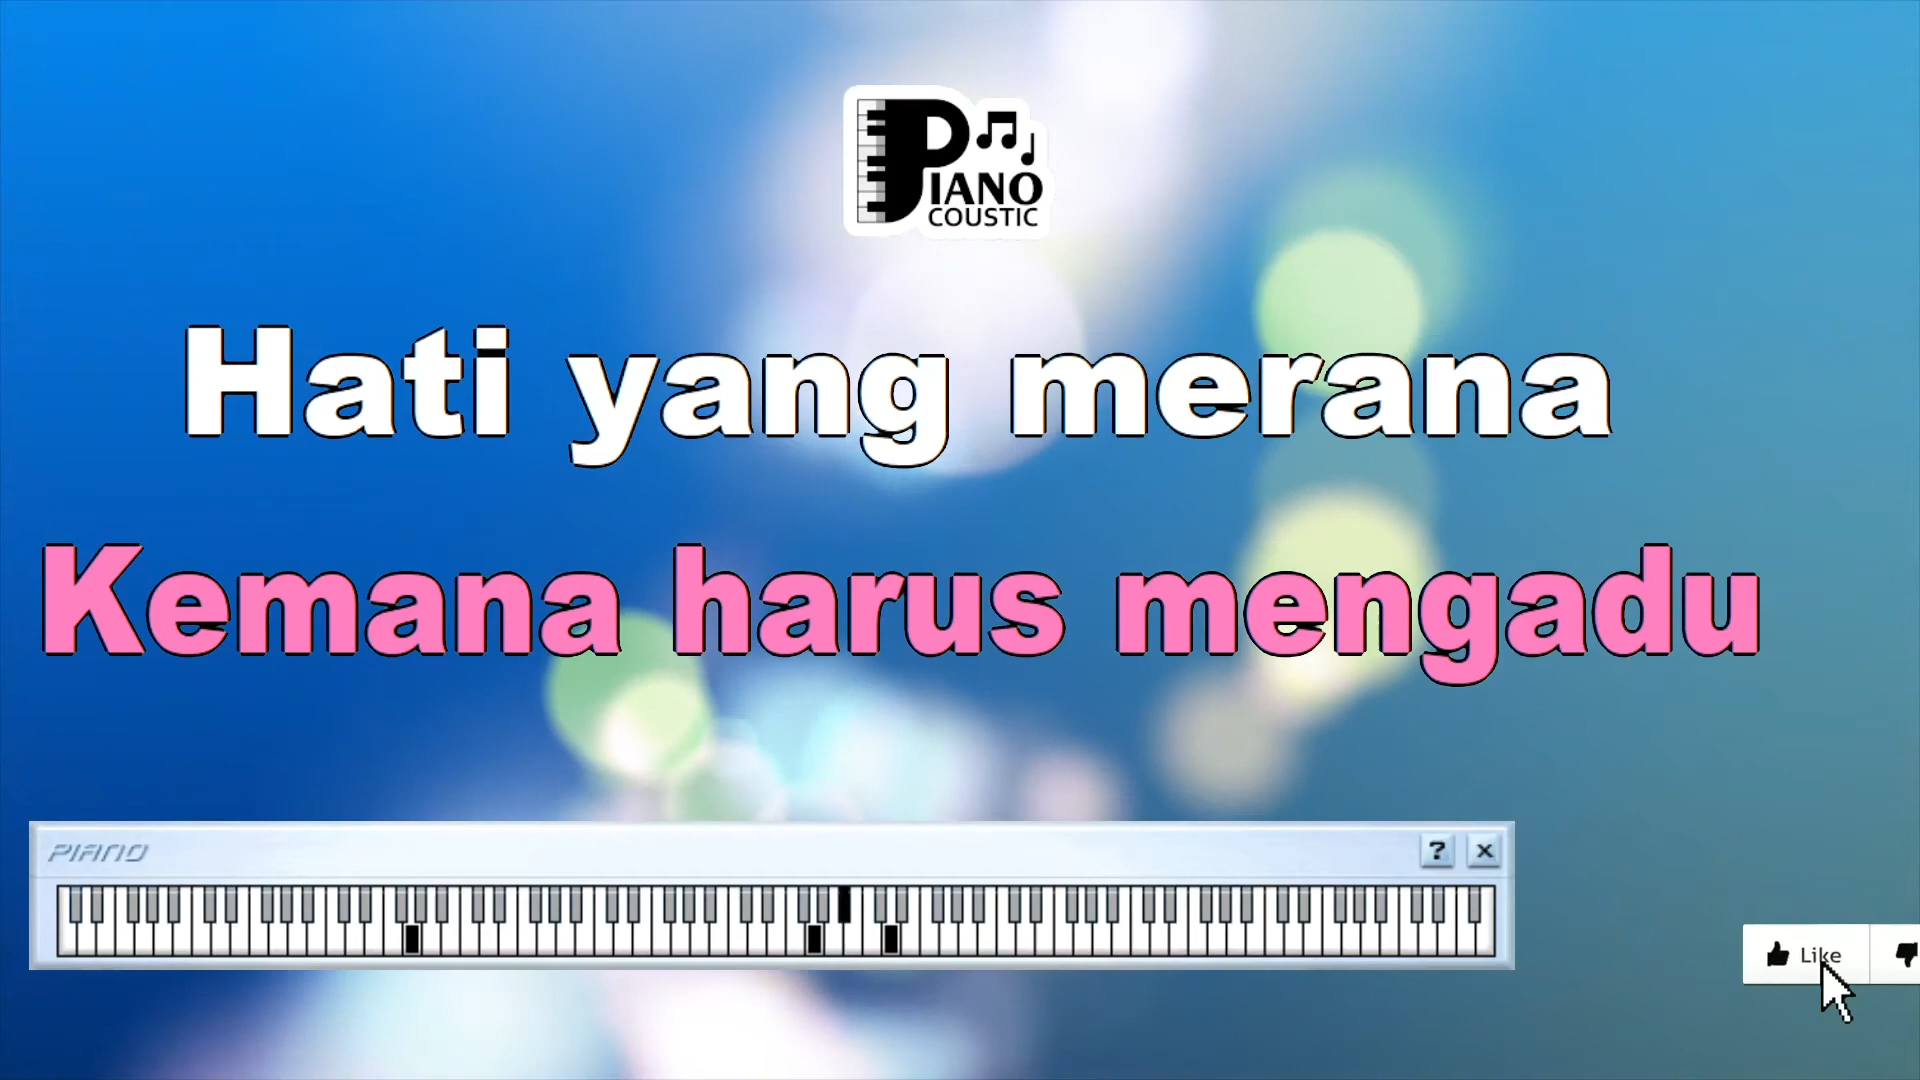 PIANO
COUSTIC
Hati yang merana
Kemana harus mengadu
PIANO
? x
Like